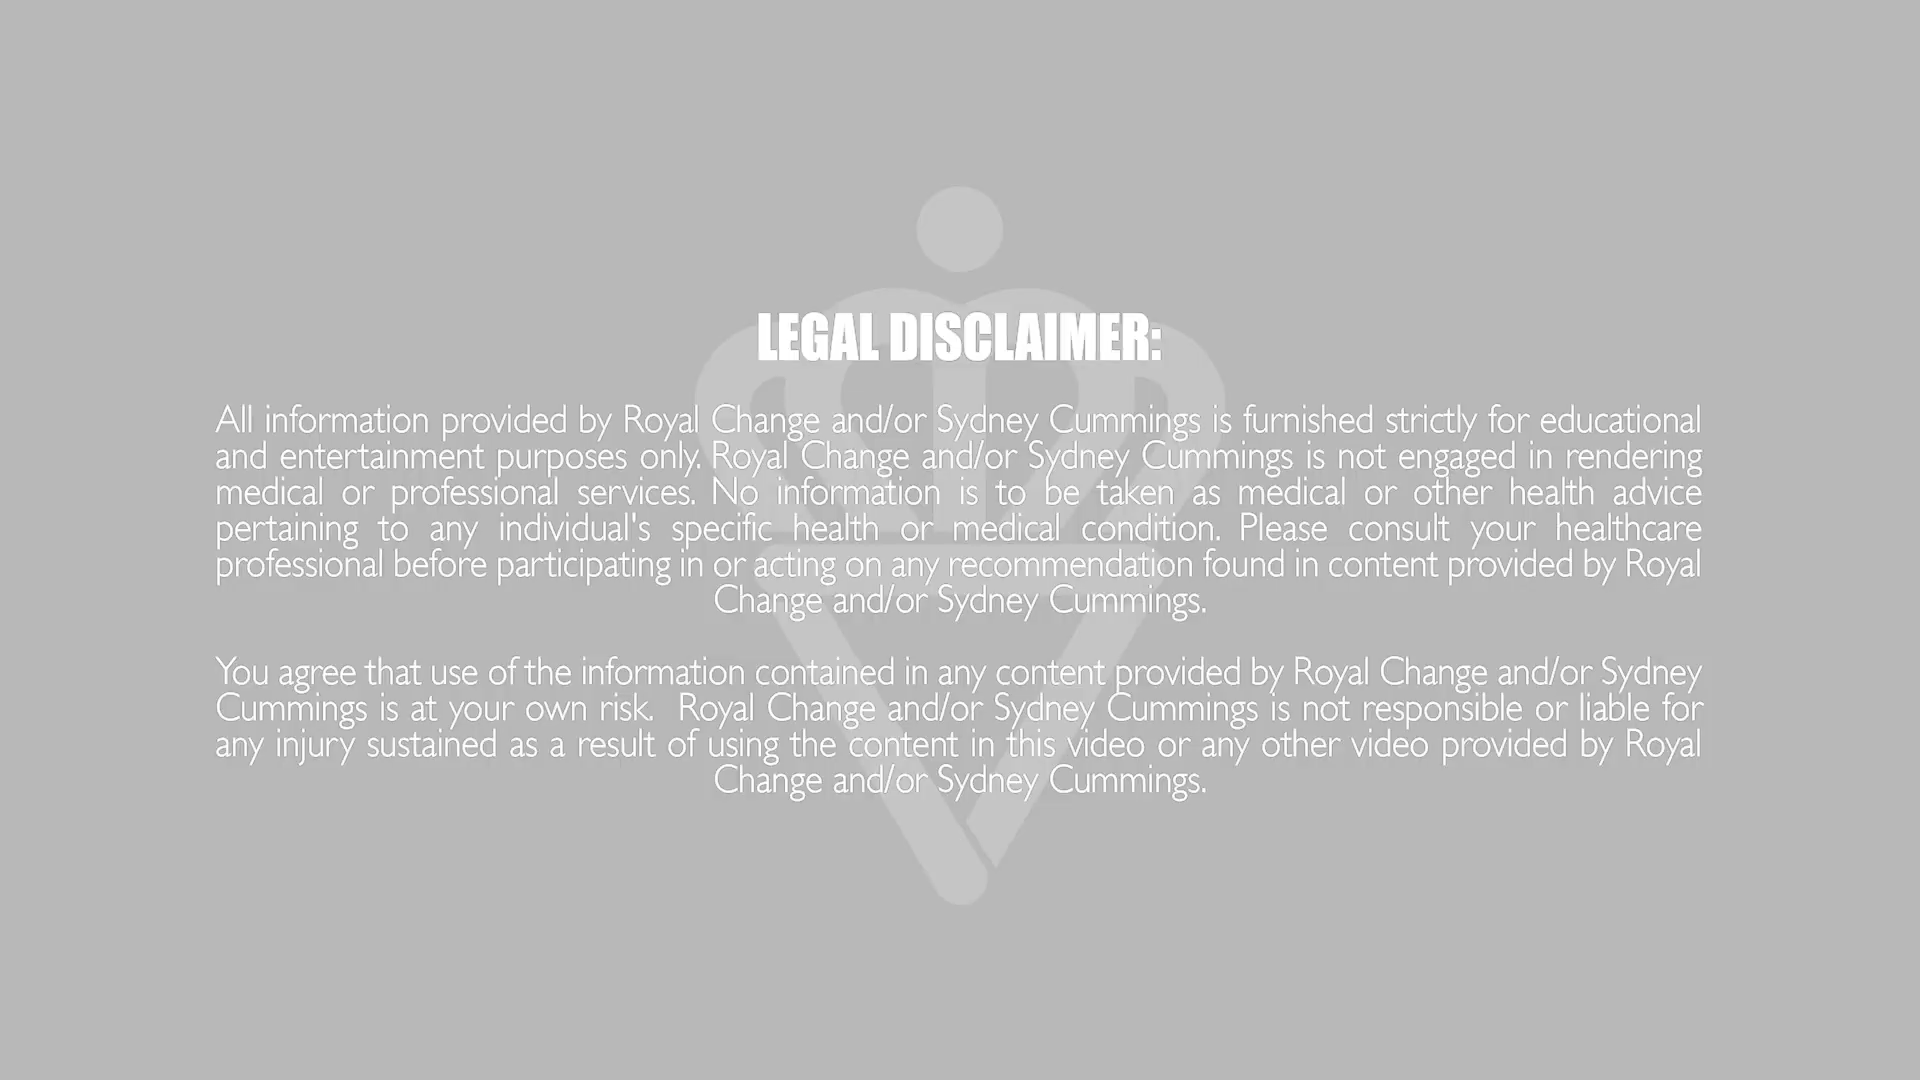 LEGAL DISCLAIMER:
All information provided by Royal Change and/or Sydney Cummings is furnished strictly for educational
and entertainment purposes only. Royal Change and/or Sydney Cummings is not engaged in rendering
medical or professional services. No information is to be taken as medical or other health advice
pertaining to any individual's specific health or medical condition. Please consult your healthcare
professional before participating in or acting on any recommendation found in content provided by Royal
Change and/or Sydney Cummings.
You agree that use of the information contained in any content provided by Royal Change and/or Sydney
Cummings is at your own risk.  Royal Change and/or Sydney Cummings is not responsible or liable for
any injury sustained as a result of using the content in this video or any other video provided by Royal
Change and/or Sydney Cummings.